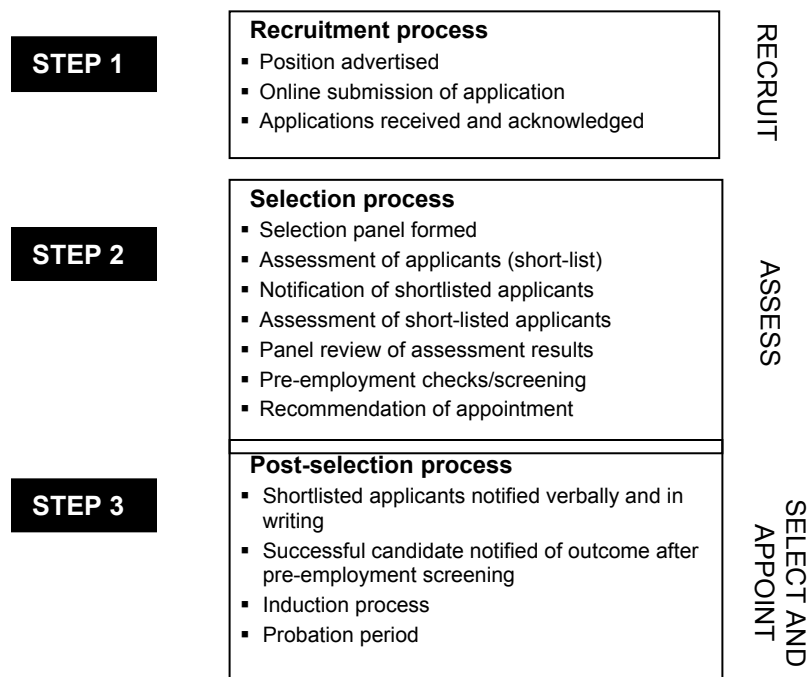 STEP 1
Recruitment process
▪ Position advertised
▪ Online submission of application
▪ Applications received and acknowledged
RECRUIT
STEP 2
Selection process
▪ Selection panel formed
▪ Assessment of applicants (short-list)
▪ Notification of shortlisted applicants
▪ Assessment of short-listed applicants
▪ Panel review of assessment results
▪ Pre-employment checks/screening
▪ Recommendation of appointment
ASSESS
STEP 3
Post-selection process
▪ Shortlisted applicants notified verbally and in
writing
▪ Successful candidate notified of outcome after
pre-employment screening
▪ Induction process
▪ Probation period
SELECT AND
APPOINT